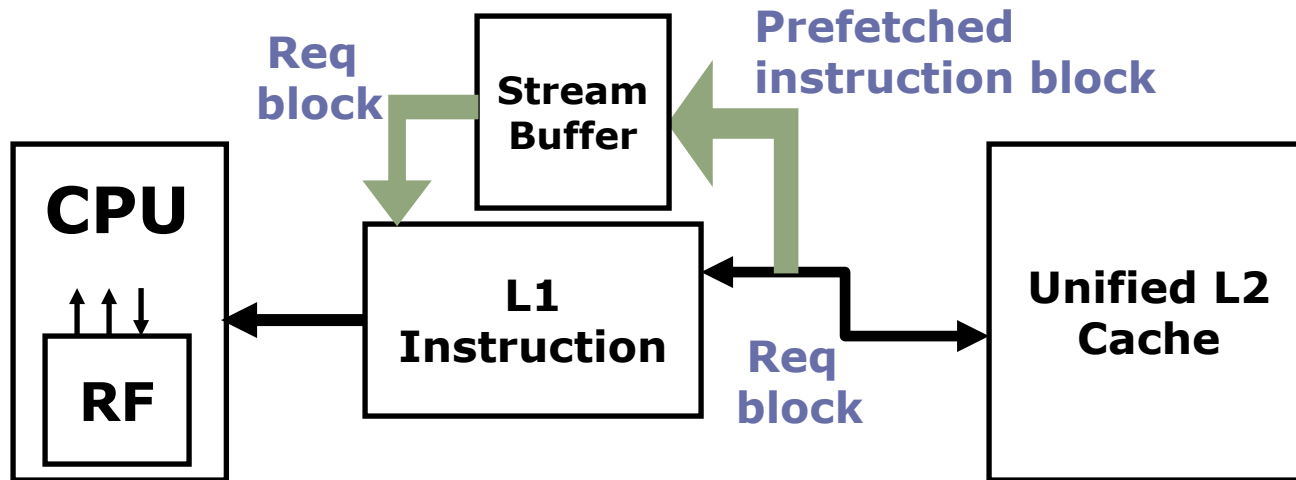 Req
block
Stream
Buffer
Prefetched
instruction block
CPU
RF
L1
Instruction
Req
block
Unified L2
Cache